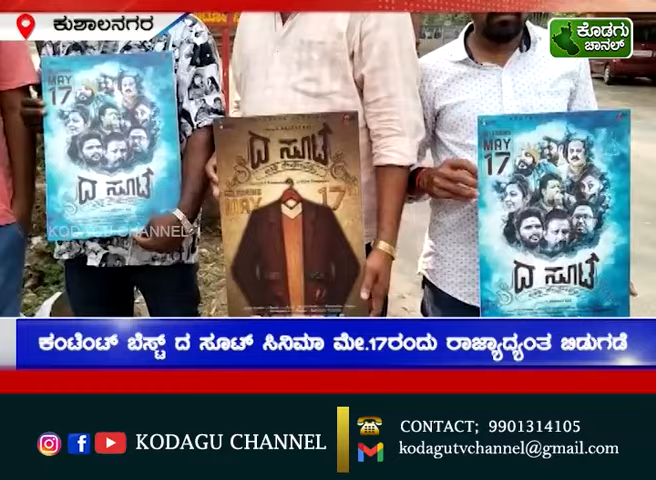 ಕುಶಾಲನಗರ
ಕೊಡಗು
ಚಾನಲ್
MAY
17
ದ ಸೂಟ್
KODAGU CHANNEL
ದ ಸೂಟ್
MAY 17
MAY
17
ದ ಸೂಟ್
ಕಂಟೆಂಟ್ ಬೆಸ್ಟ್ ದ ಸೂಟ್ ಸಿನಿಮಾ ಮೇ.17ರಂದು ರಾಜ್ಯಾದ್ಯಂತ ಬಿಡುಗಡೆ
KODAGU CHANNEL
CONTACT; 9901314105
kodagutvchannel@gmail.com